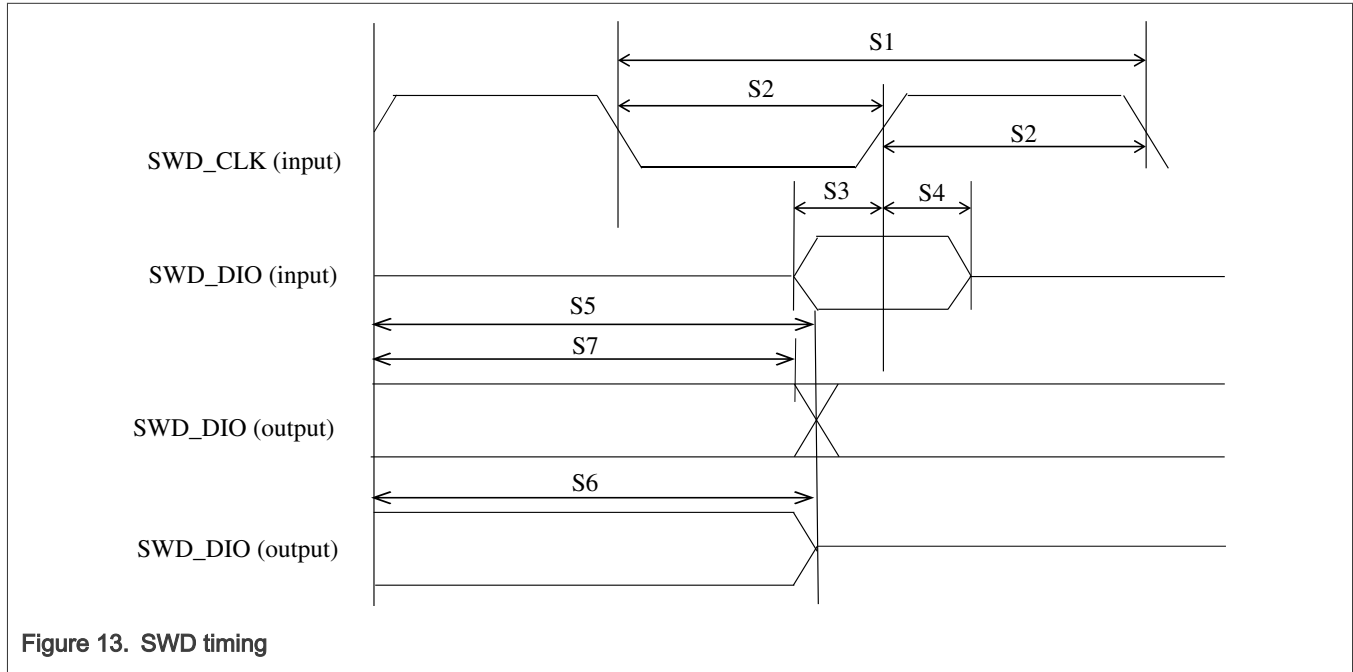 S1
S2
S2
SWD_CLK (input)
S3
S4
SWD_DIO (input)
S5
S7
SWD_DIO (output)
S6
SWD_DIO (output)
Figure 13. SWD timing